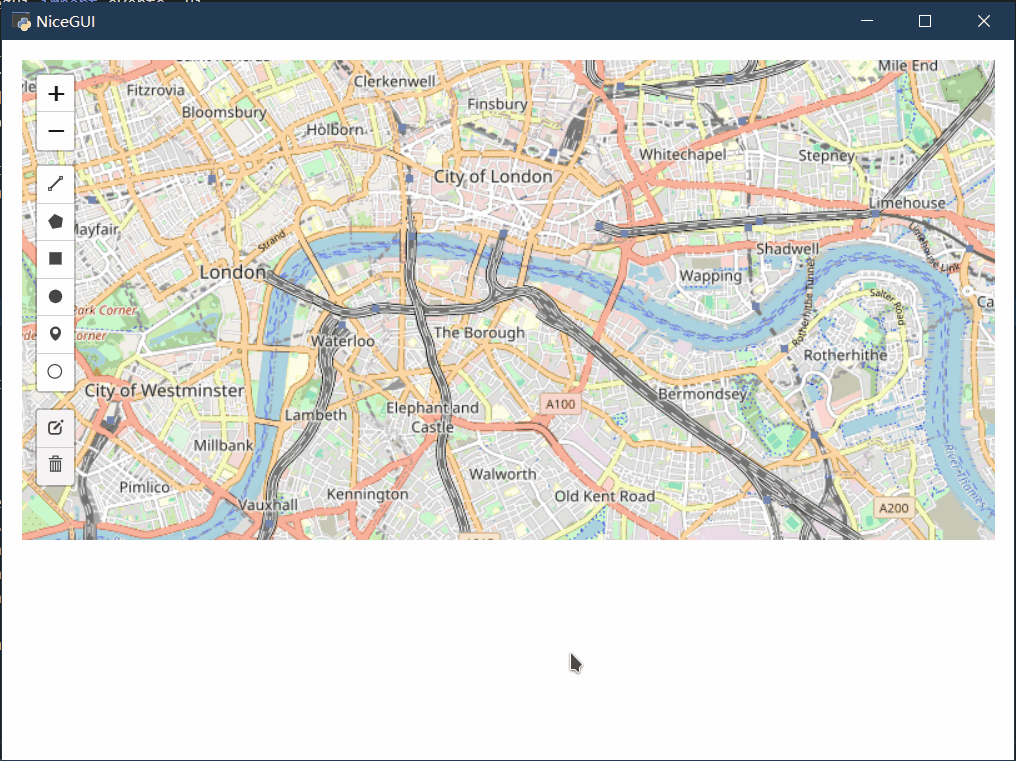 import
NiceGUI
Mile End
Clerkenwell
Fitzrovia
Finsbury
Bloomsbury
Holborn
Whitechapel
Stepney
City of London
Limehouse
Strand
Limehouse Link
Shadwell
London
Wapping
Rotherhithe Tunnel
Salter Road
Park Corner
The Borough
Waterloo
Rotherhithe
City of Westminster
Bermondsey
A100
Lambeth
Elephant and
Castle
Millbank
Walworth
River Thames
Pimlico
Kennington
Old Kent Road
Vauxhall
A200